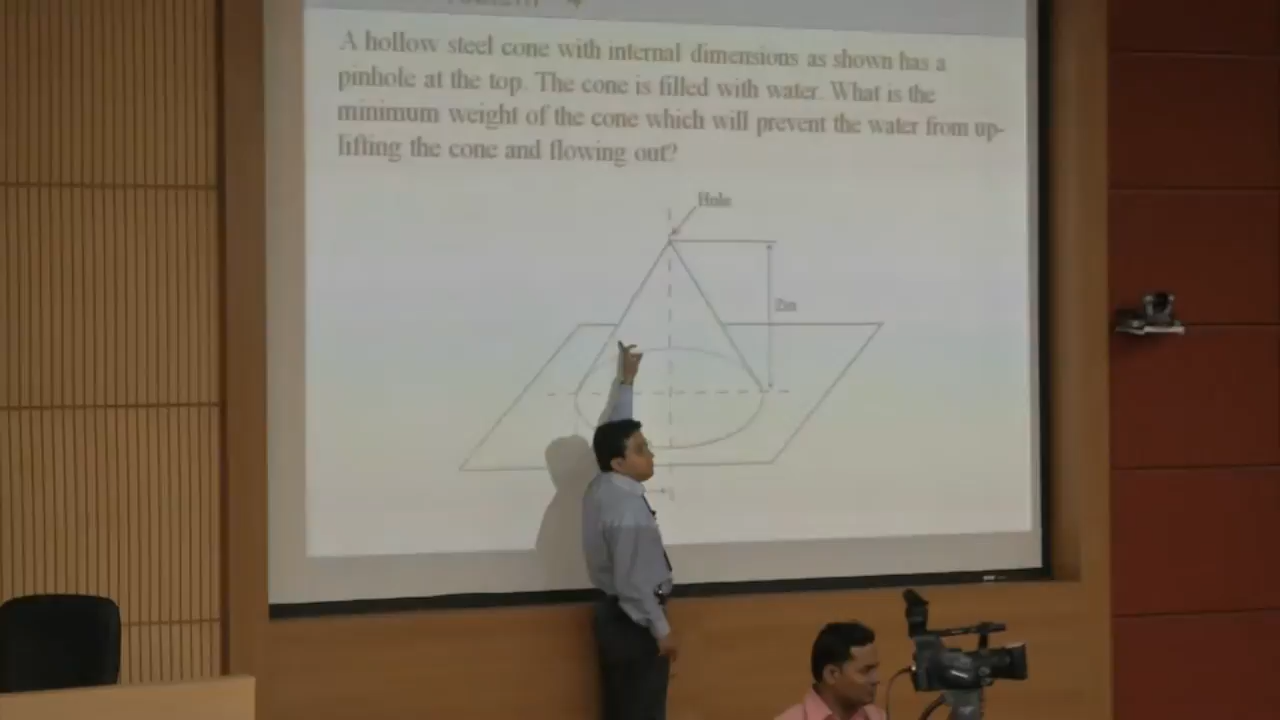 A hollow steel cone with internal dimensions as shown has a
pinhole at the top. The cone is filled with water. What is the
minimum weight of the cone which will prevent the water from up-
lifting the cone and flowing out?
Hole
2m